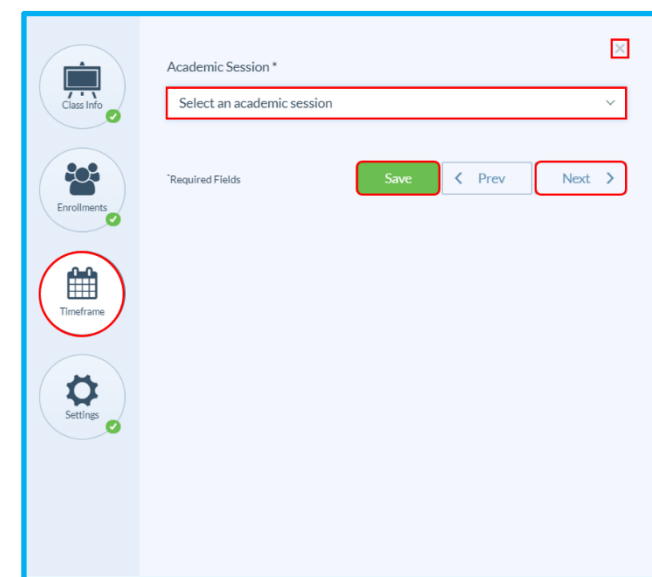 Class Info
Enrollments
Timeframe
Settings
Academic Session *
Select an academic session
*Required Fields
Save
Prev
Next